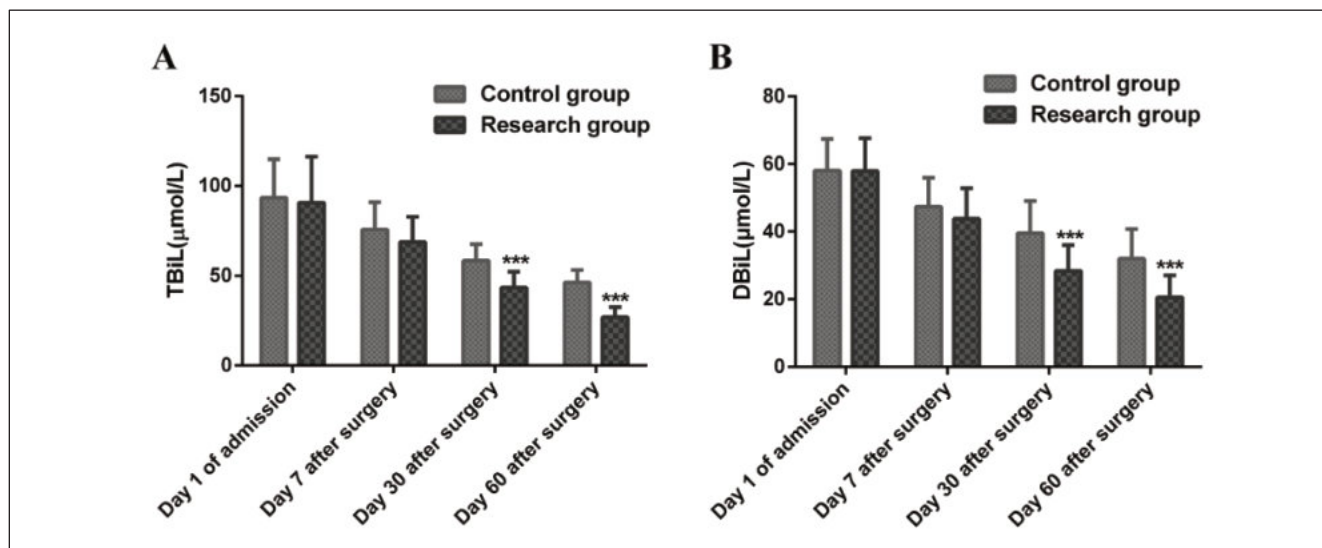 A
TBiL(μmol/L)
150
100
50
0
Control group
Research group
Day 1 of admission
Day 7 after surgery
Day 30 after surgery
Day 60 after surgery
***
***
B
DBiL(μmol/L)
80
60
40
20
0
Control group
Research group
Day 1 of admission
Day 7 after surgery
Day 30 after surgery
Day 60 after surgery
***
***